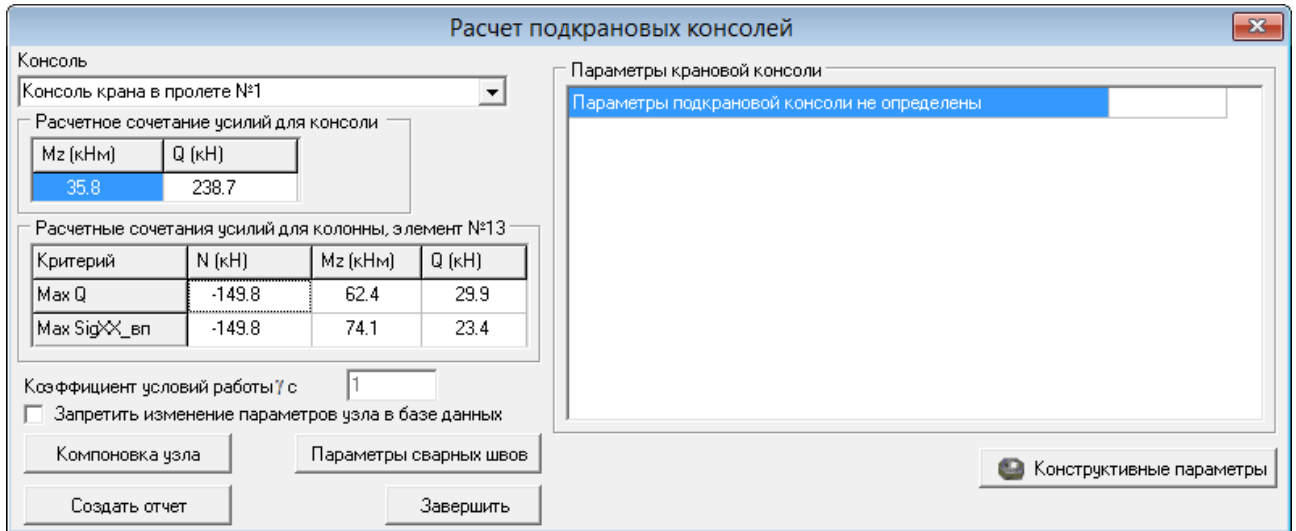 Расчет подкрановых консолей
Консоль
Консоль крана в пролете №1
Расчетное сочетание усилий для консоли
Mz (кНм) Q (кН)
35.8 238.7
Расчетные сочетания усилий для колонны, элемент №13
Критерий N (кН) Mz (кНм) Q (кН)
Max Q -149.8 62.4 29.9
Max SigXX_вп -149.8 74.1 23.4
Коэффициент условий работы γ с 1
Запретить изменение параметров узла в базе данных
Компоновка узла Параметры сварных швов
Создать отчет Завершить
Параметры крановой консоли
Параметры подкрановой консоли не определены
Конструктивные параметры